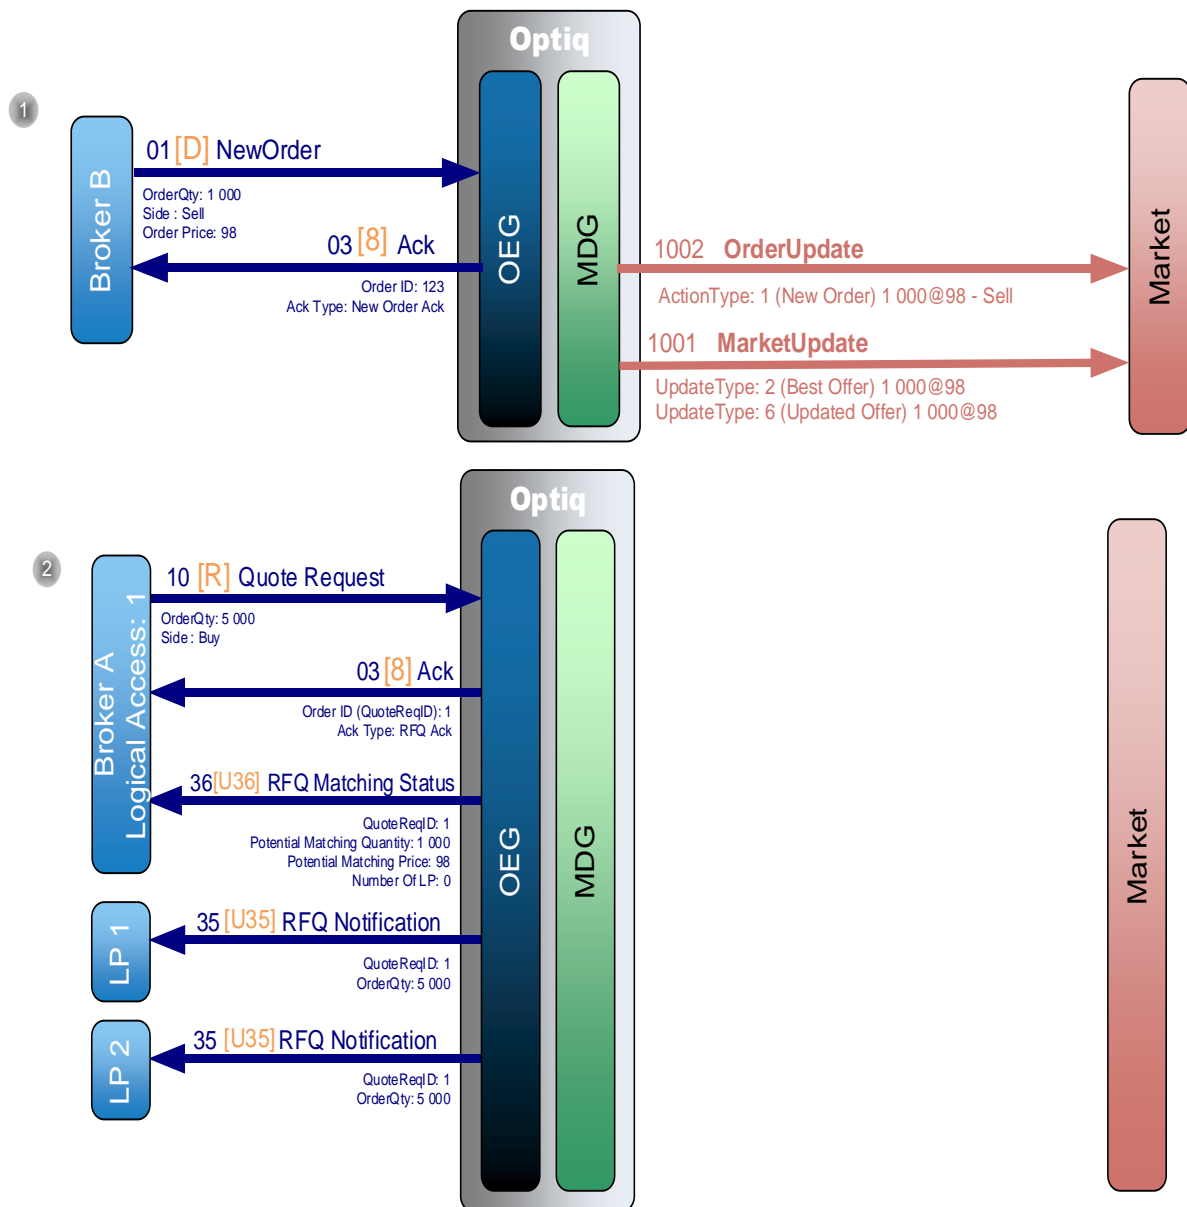 Optiq
1
Broker B
01 [D] NewOrder
OrderQty: 1 000
Side : Sell
Order Price: 98
03 [8] Ack
Order ID: 123
Ack Type: New Order Ack
OEG
MDG
1002 OrderUpdate
ActionType: 1 (New Order) 1 000@98 - Sell
1001 MarketUpdate
UpdateType: 2 (Best Offer) 1 000@98
UpdateType: 6 (Updated Offer) 1 000@98
Market
Optiq
2
Broker A
Logical Access: 1
10 [R] Quote Request
OrderQty: 5 000
Side : Buy
03 [8] Ack
Order ID (QuoteReqID): 1
Ack Type: RFQ Ack
36 [U36] RFQ Matching Status
QuoteReqID: 1
Potential Matching Quantity: 1 000
Potential Matching Price: 98
Number Of LP: 0
OEG
MDG
Market
LP 1
35 [U35] RFQ Notification
QuoteReqID: 1
OrderQty: 5 000
LP 2
35 [U35] RFQ Notification
QuoteReqID: 1
OrderQty: 5 000